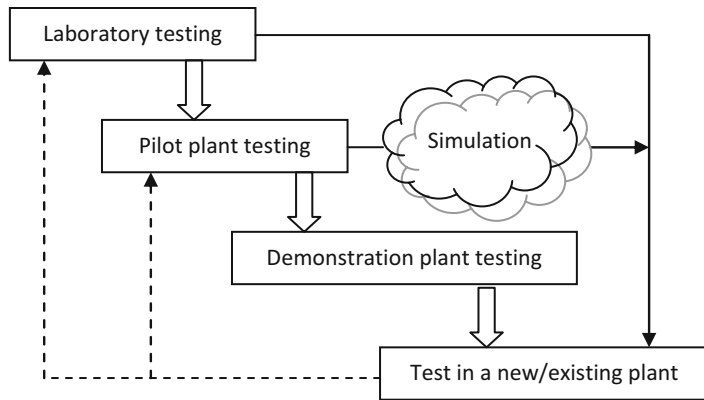 Laboratory testing
Pilot plant testing
Simulation
Demonstration plant testing
Test in a new/existing plant